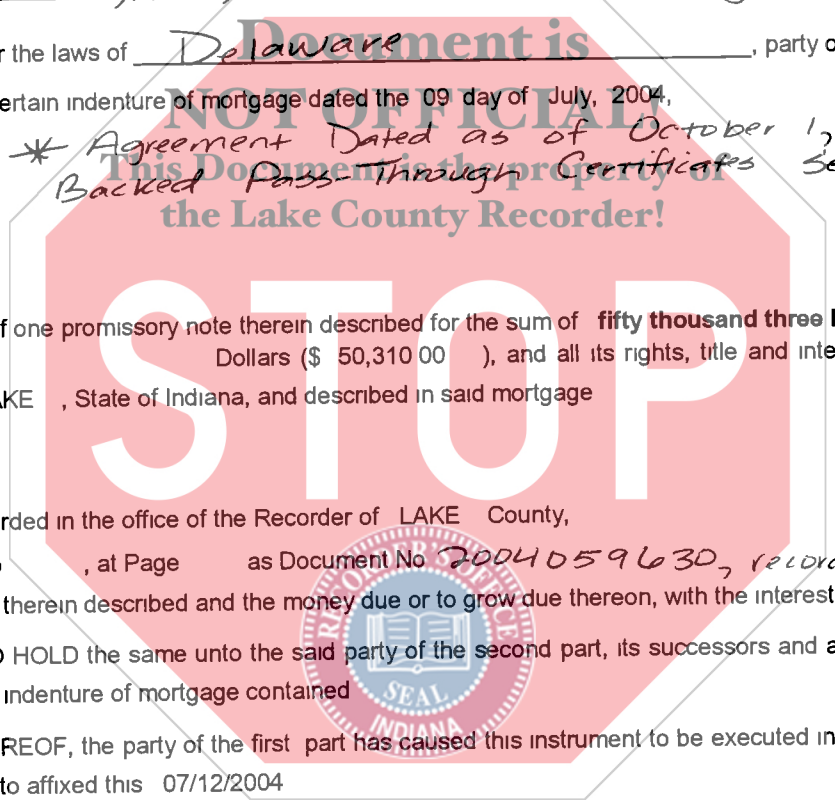 r the laws of Delaware, party o
ertain indenture of mortgage dated the 09 day of July, 2004,
* Agreement Dated as of October 1,
Backed Pass-Through Certificates Se
Document is
NOT OFFICIAL!
This Document is the property of
the Lake County Recorder!
STOP
f one promissory note therein described for the sum of fifty thousand three
Dollars ($ 50,310 00 ), and all its rights, title and inte
KE , State of Indiana, and described in said mortgage
rded in the office of the Recorder of LAKE County,
, at Page as Document No 2004059630, record
therein described and the money due or to grow due thereon, with the interest
HOLD the same unto the said party of the second part, its successors and a
indenture of mortgage contained
REOF, the party of the first part has caused this instrument to be executed in
to affixed this 07/12/2004
RECORDER'S OFFICE
SEAL
INDIANA